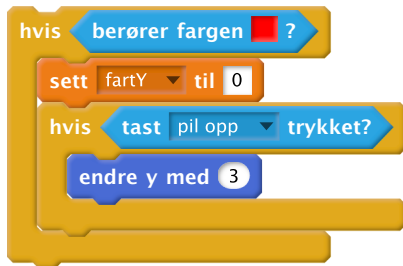 hvis berører fargen ?
sett fartY til 0
hvis tast pil opp trykket?
endre y med 3